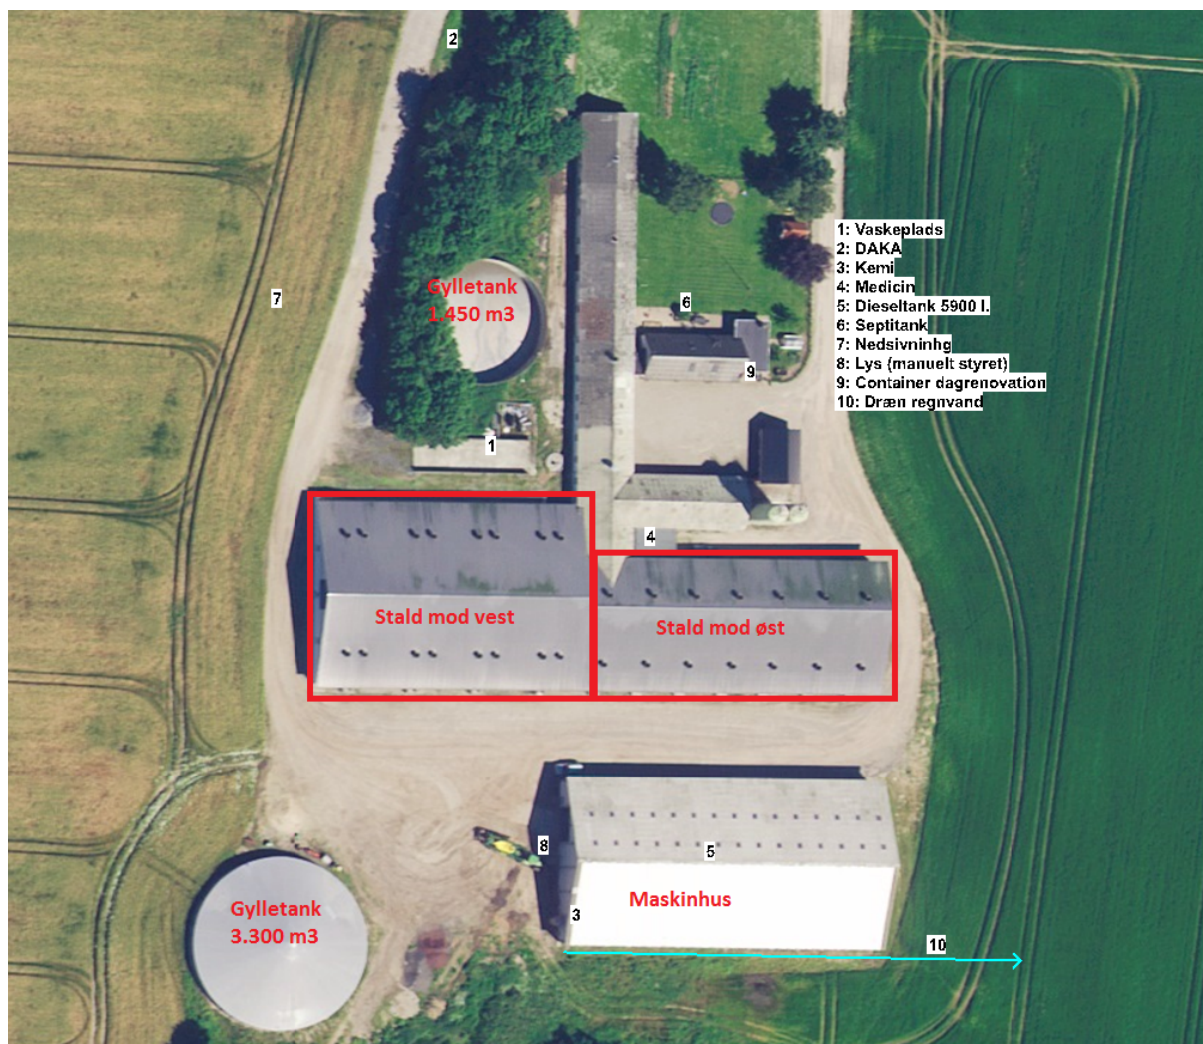 2
1: Vaskeplads
2: DAKA
3: Kemi
4: Medicin
5: Dieseltank 5900 l.
6: Septitank
7: Nedsivninhg
8: Lys (manuelt styret)
9: Container dagrenovation
10: Dræn regnvand
Gylletank
1.450 m3
7
6
9
1
4
Stald mod vest
Stald mod øst
8
5
Maskinhus
3
Gylletank
3.300 m3
10